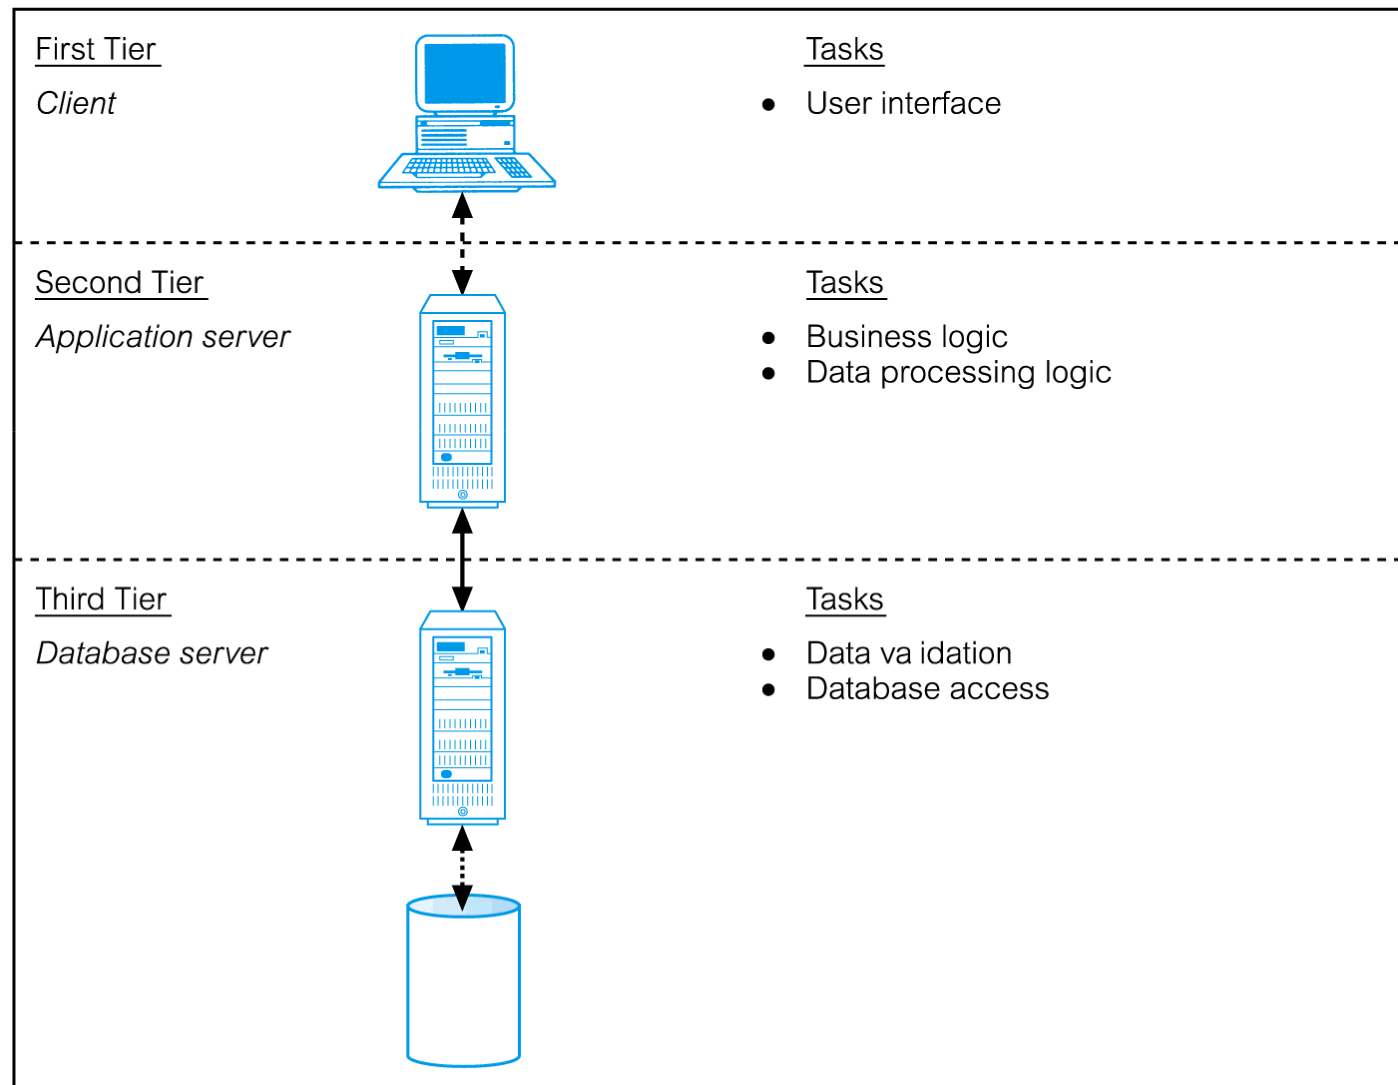 First Tier
Tasks
Client
● User interface
Second Tier
Tasks
Application server
● Business logic
● Data processing logic
Third Tier
Tasks
Database server
● Data va idation
● Database access